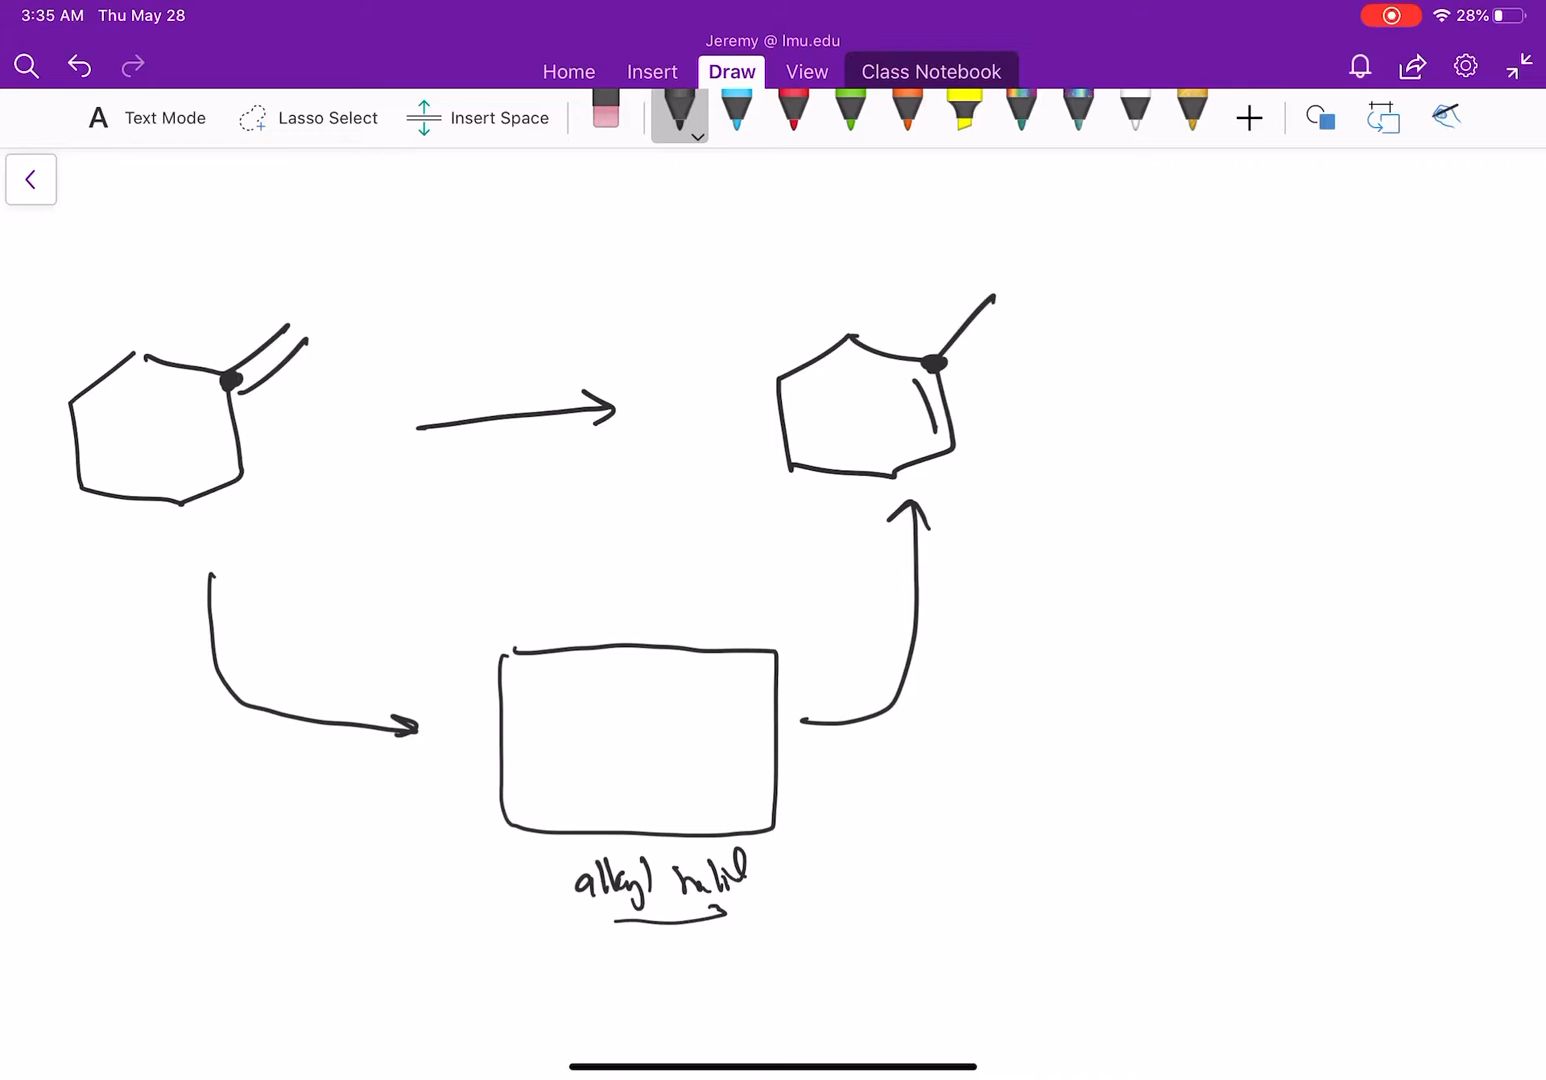 3:35 AM Thu May 28
28%
Jeremy @ lmu.edu
Home Insert Draw View Class Notebook
A Text Mode Lasso Select Insert Space
alkyl halid